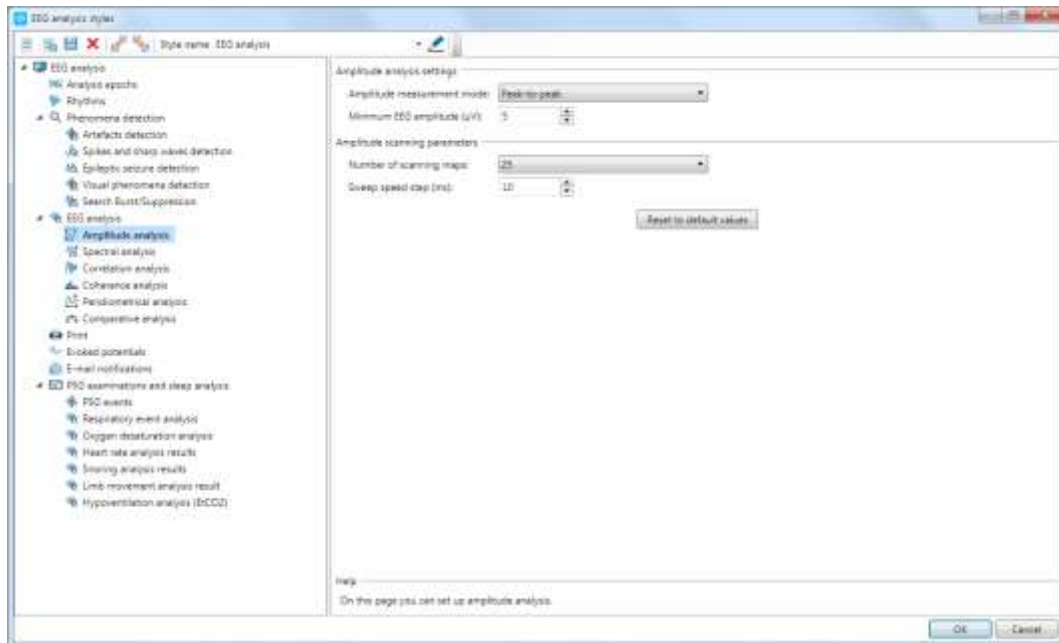 EEG analysis styles
Style name EEG analysis
EEG analysis
Analysis epochs
Rhythms
Phenomena detection
Artefacts detection
Spikes and sharp waves detection
Epileptic seizure detection
Visual phenomena detection
Search Burst/Suppression
EEG analysis
Amplitude analysis
Spectral analysis
Correlation analysis
Coherence analysis
Periodometrical analysis
Comparative analysis
Print
Evoked potentials
E-mail notifications
PSG examinations and sleep analysis
PSG events
Respiratory event analysis
Oxygen desaturation analysis
Heart rate analysis results
Snoring analysis results
Limb movement analysis result
Hypoventilation analysis (EtCO2)
Amplitude analysis settings
Amplitude measurement mode: Peak-to-peak
Minimum EEG amplitude (µV): 5
Amplitude scanning parameters
Number of scanning maps: 25
Sweep speed step (ms): 10
Reset to default values
Help
On this page you can set up amplitude analysis.
OK Cancel